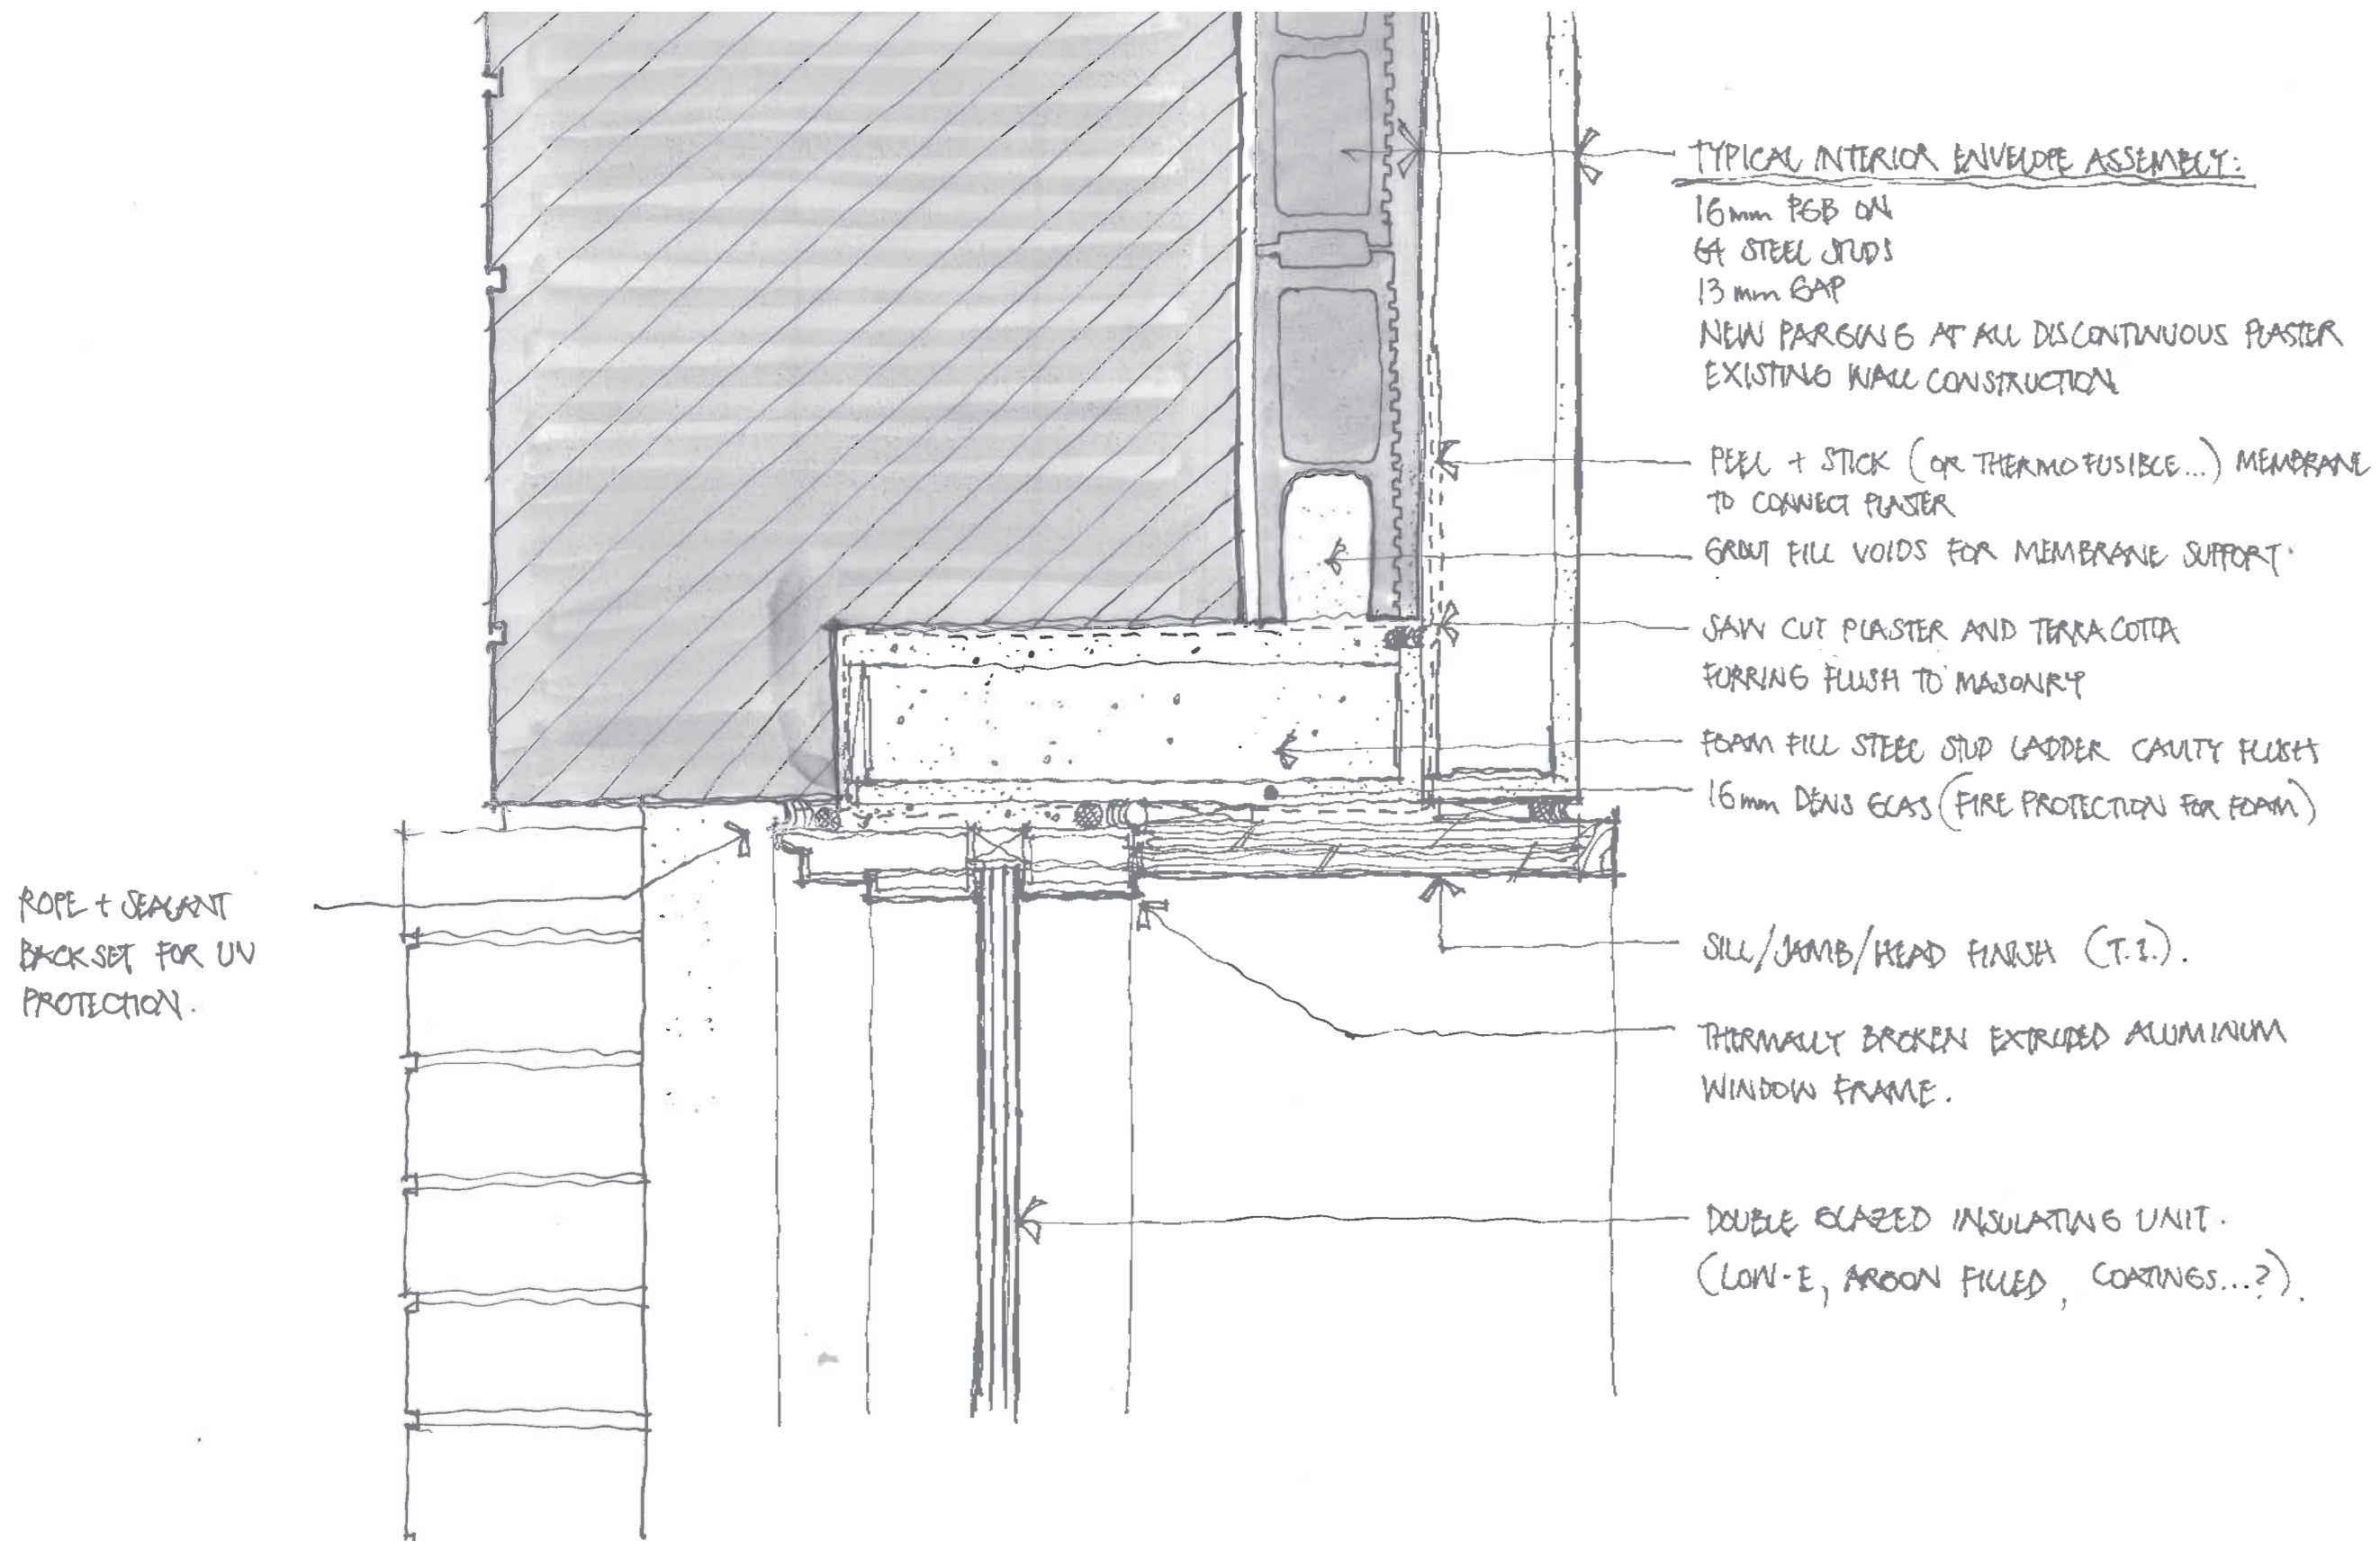 TYPICAL INTERIOR ENVELOPE ASSEMBLY:
16mm PGB ON
64 STEEL STUDS
13 mm GAP
NEW PARGING AT ALL DISCONTINUOUS PLASTER
EXISTING WALL CONSTRUCTION
PEEL + STICK (OR THERMOFUSIBLE...) MEMBRANE
TO CONNECT PLASTER
GROUT FILL VOIDS FOR MEMBRANE SUPPORT.
SAW CUT PLASTER AND TERRA COTTA
FURRING FLUSH TO MASONRY
FOAM FILL STEEL STUD LADDER CAVITY FLUSH
16mm DENS GLAS (FIRE PROTECTION FOR FOAM)
ROPE + SEALANT
BACKSET FOR UV
PROTECTION.
SILL/JAMB/HEAD FINISH (T.I.).
THERMALLY BROKEN EXTRUDED ALUMINUM
WINDOW FRAME.
DOUBLE GLAZED INSULATING UNIT.
(LOW-E, ARGON FILLED, COATINGS...?).